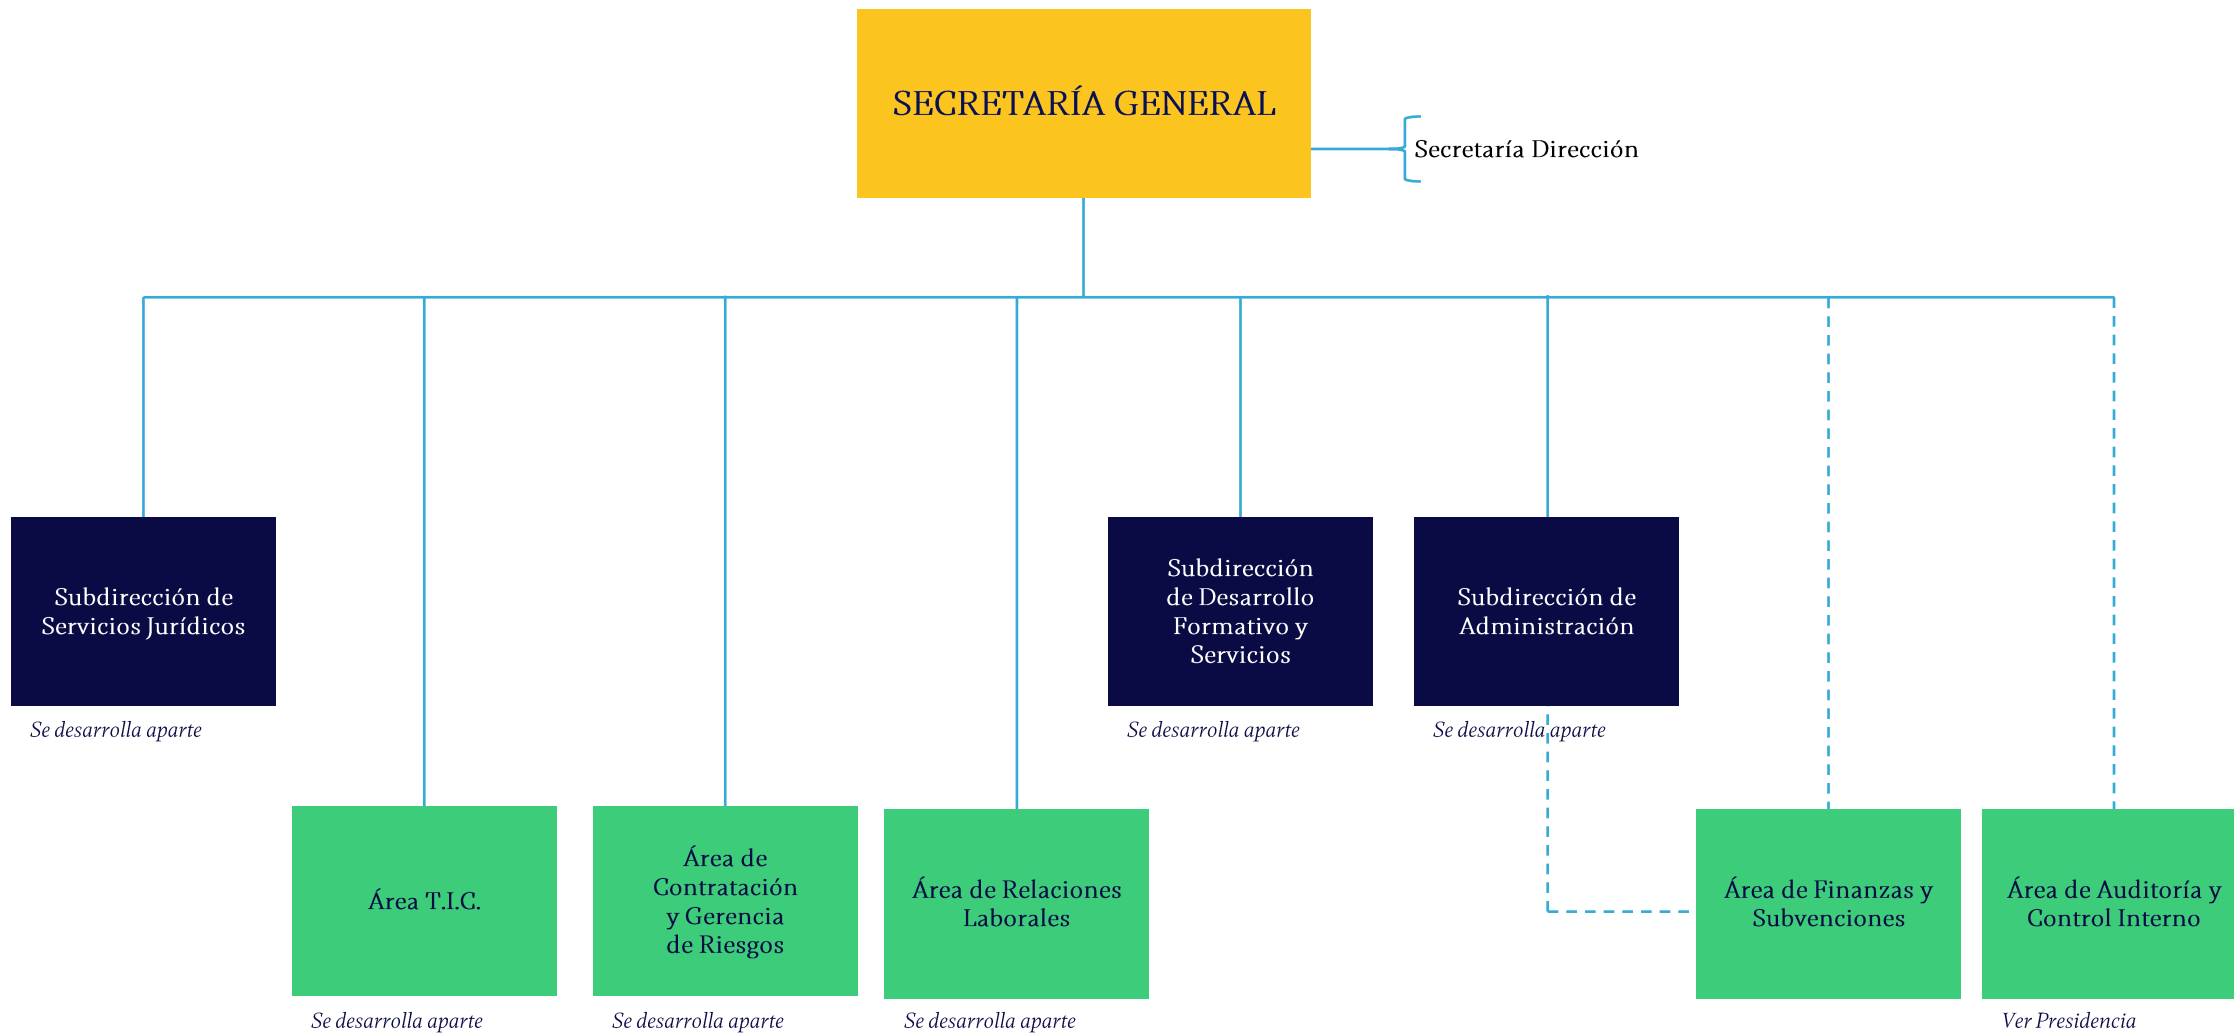 SECRETARÍA GENERAL
Secretaría Dirección
Subdirección de
Servicios Jurídicos
Se desarrolla aparte
Subdirección
de Desarrollo
Formativo y
Servicios
Se desarrolla aparte
Subdirección de
Administración
Se desarrolla aparte
Área T.I.C.
Se desarrolla aparte
Área de
Contratación
y Gerencia
de Riesgos
Se desarrolla aparte
Área de Relaciones
Laborales
Se desarrolla aparte
Área de Finanzas y
Subvenciones
Área de Auditoría y
Control Interno
Ver Presidencia